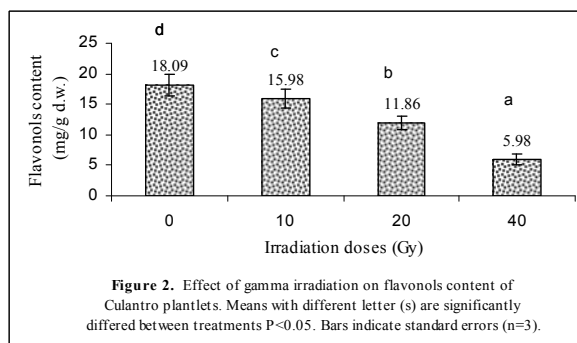 d
25
18.09
c
20
15.98
b
15
11.86
a
10
5.98
5
0
Flavonols content
(mg/g d.w.)
0 10 20 40
Irradiation doses (Gy)
Figure 2. Effect of gamma irradiation on flavonols content of
Culantro plantlets. Means with different letter (s) are significantly
differed between treatments P<0.05. Bars indicate standard errors (n=3).